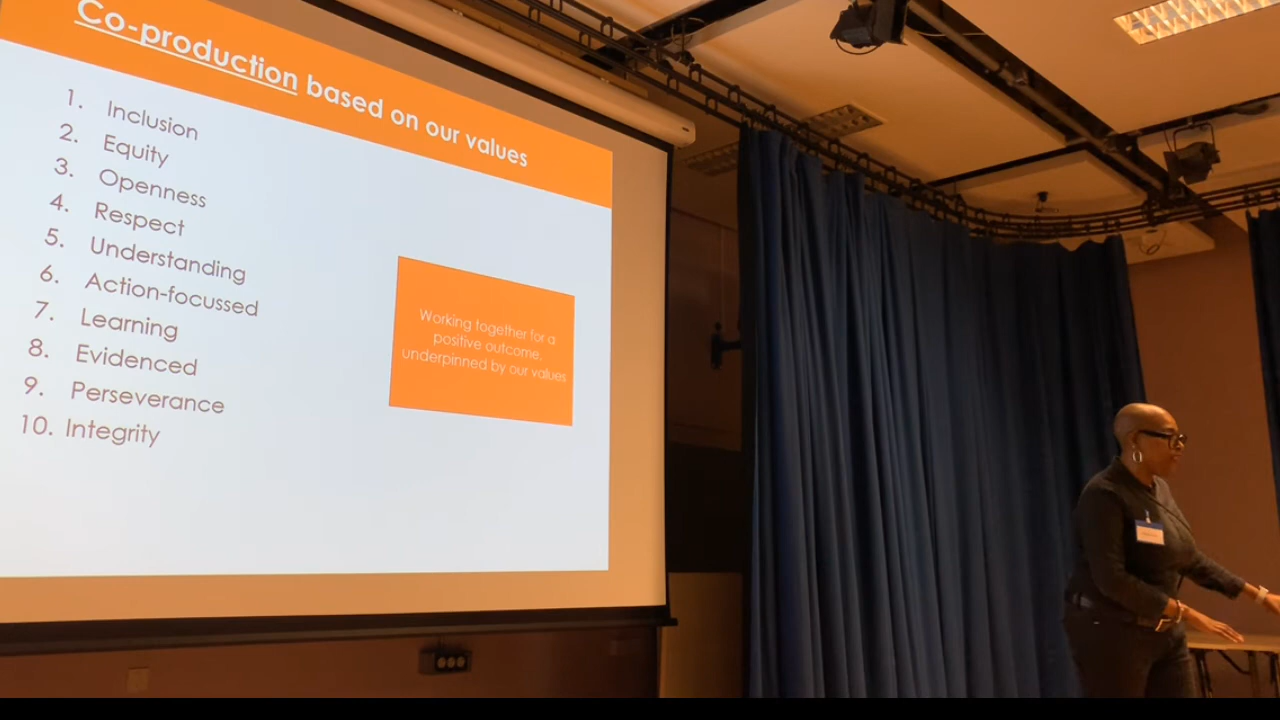 Co-production based on our values
1. Inclusion
2. Equity
3. Openness
4. Respect
5. Understanding
6. Action-focussed
7. Learning
8. Evidenced
9. Perseverance
10. Integrity
Working together for a
positive outcome,
underpinned by our values